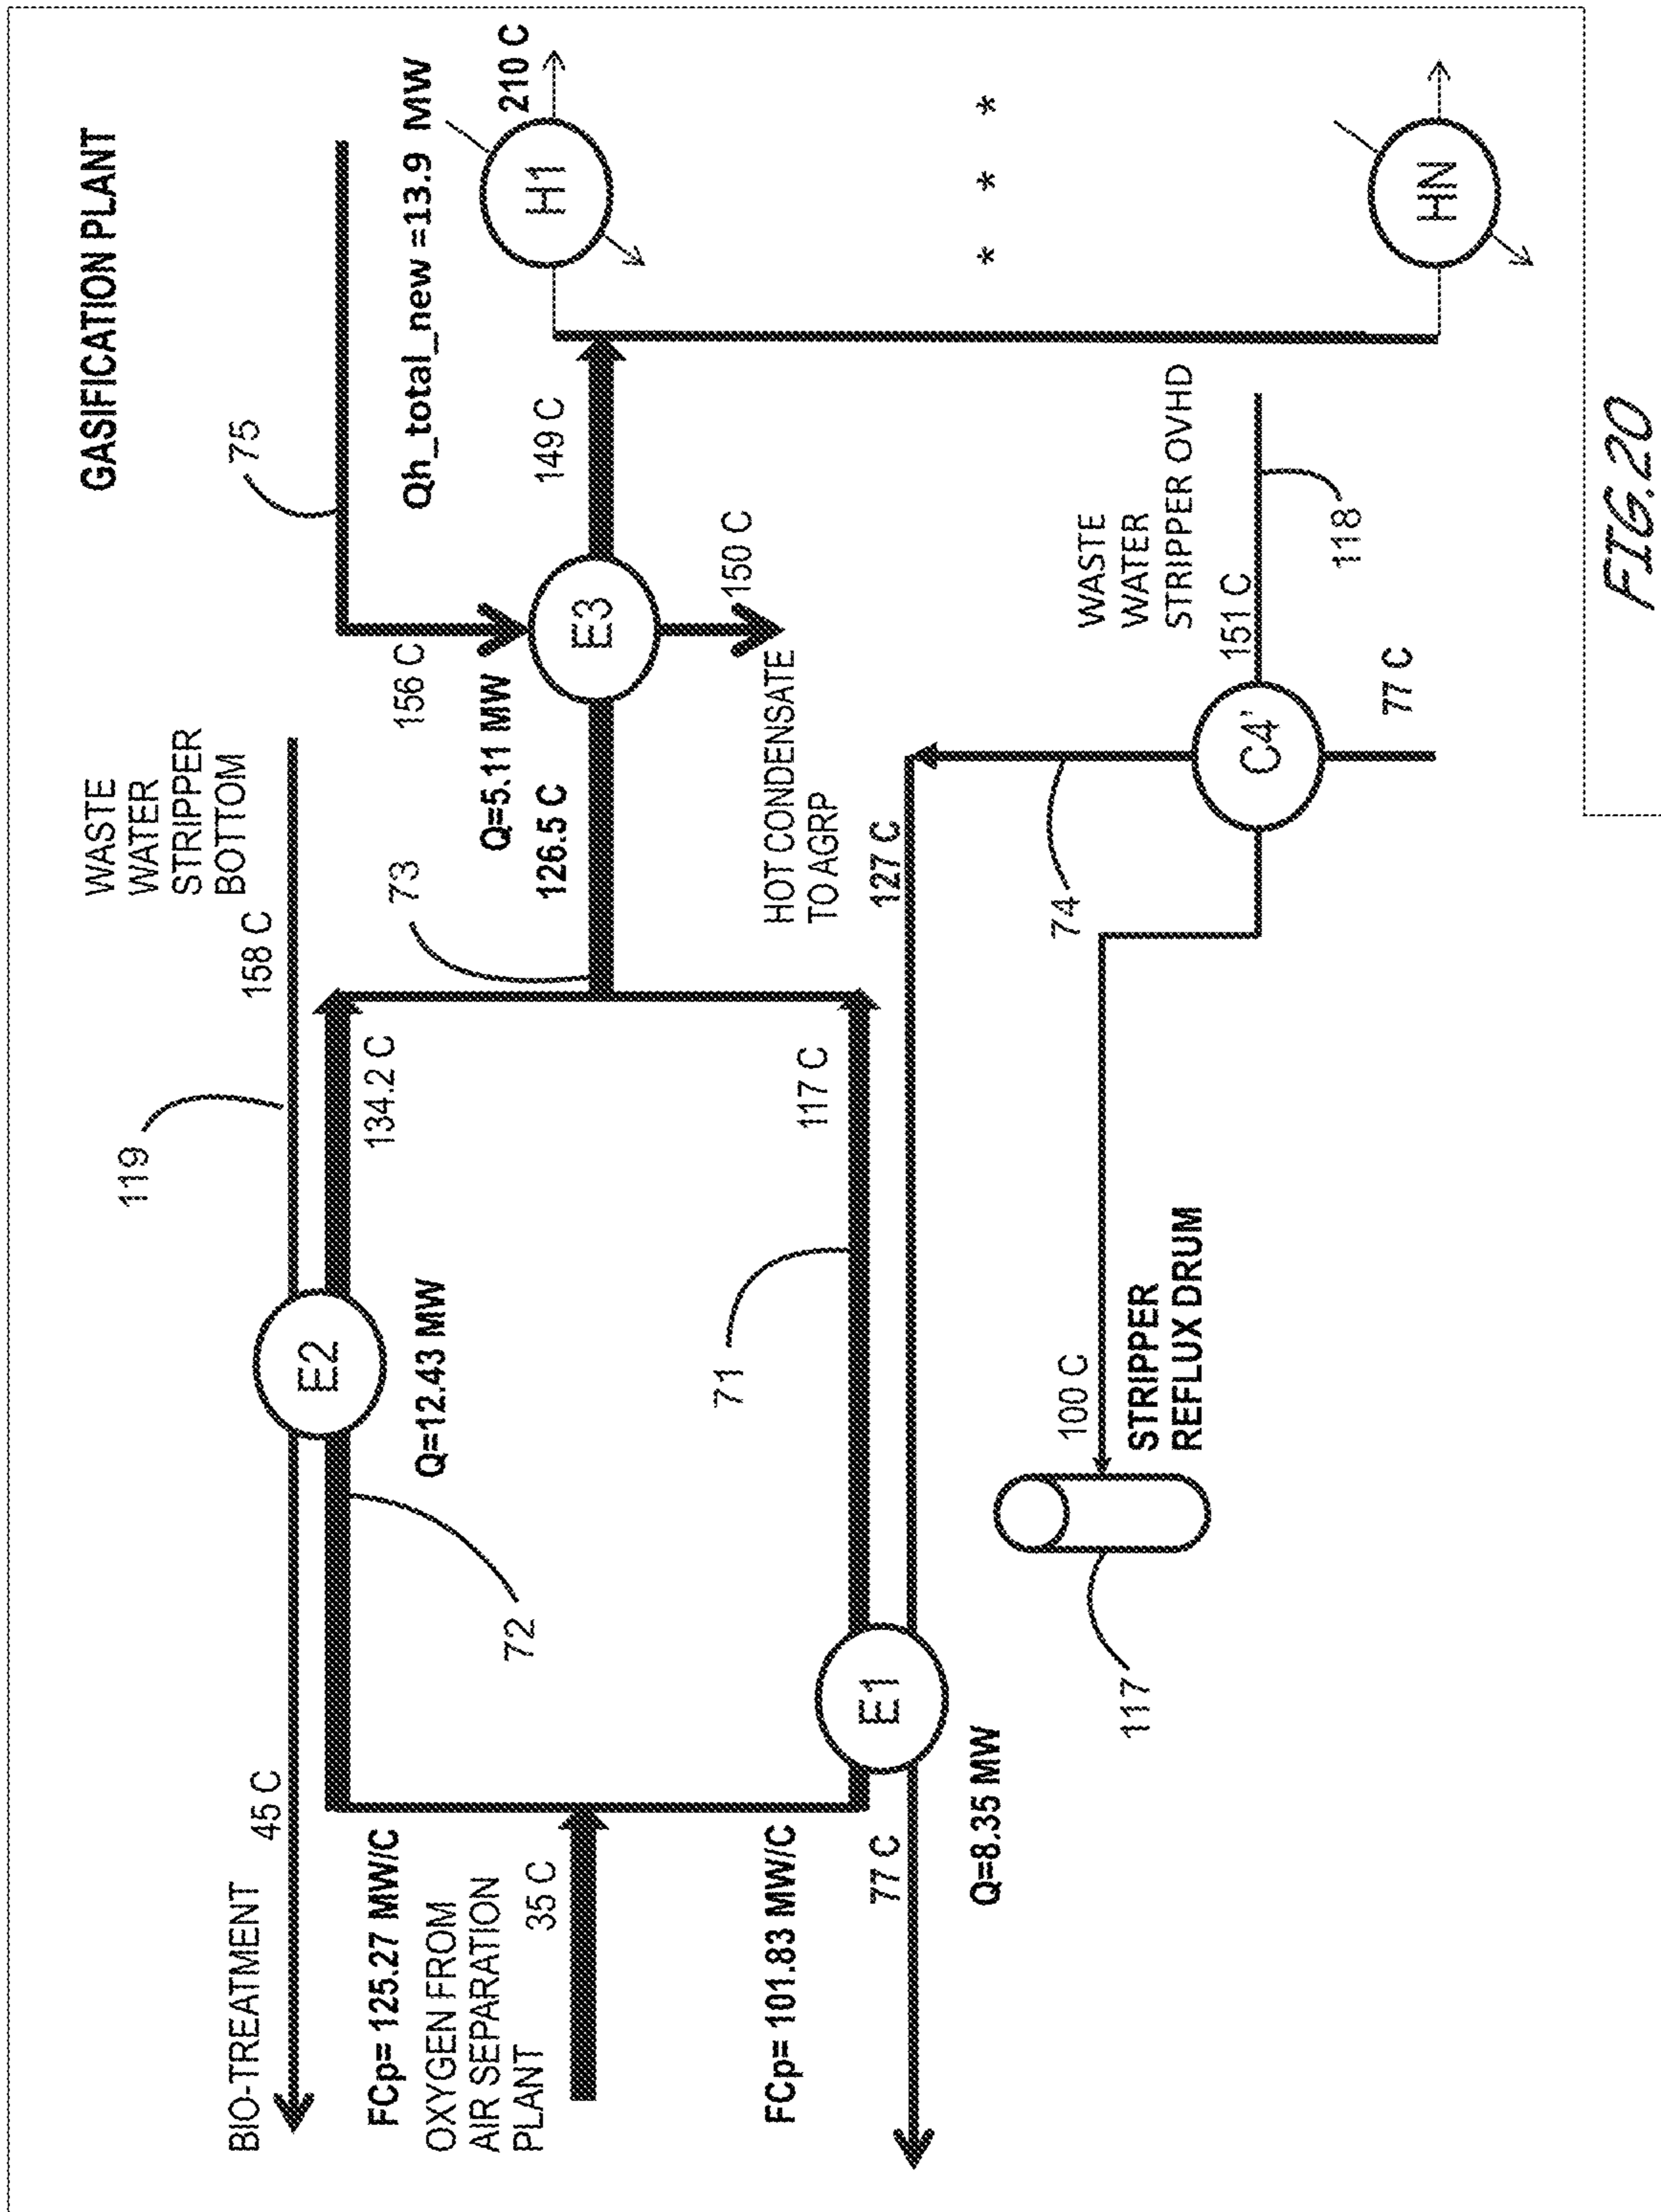 GASIFICATION PLANT
75
Qh_total_new =13.9 MW
210 C
H1
149 C
156 C
E3
Q=5.11 MW
126.5 C
150 C
HOT CONDENSATE
TO AGRP
* * *
HN
WASTE
WATER
STRIPPER
BOTTOM
158 C
119
73
134.2 C
E2
Q=12.43 MW
72
45 C
BIO-TREATMENT
FCp= 125.27 MW/C
OXYGEN FROM
AIR SEPARATION
PLANT 35 C
FCp= 101.83 MW/C
77 C
E1
Q=8.35 MW
71
117 C
127 C
74
WASTE
WATER
STRIPPER OVHD
151 C
118
C4'
77 C
100 C
STRIPPER
REFLUX DRUM
117
FIG.20